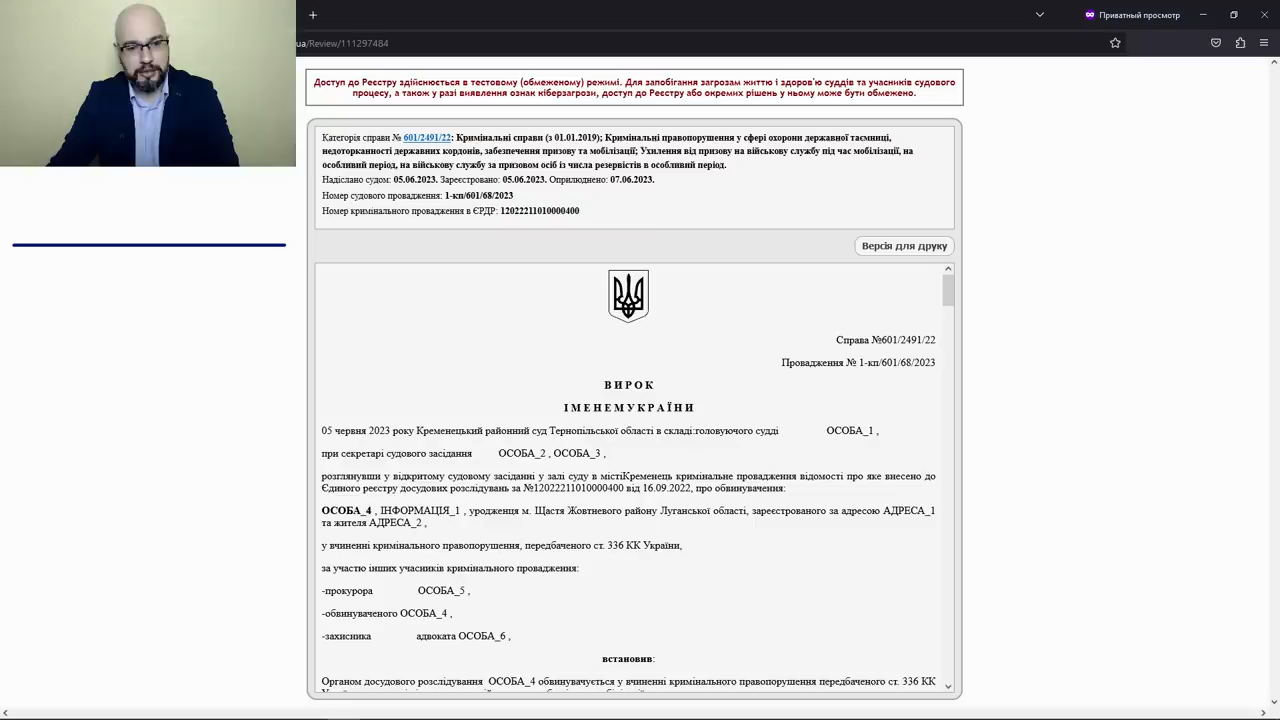 Приватный просмотр
ua/Review/111297484
Доступ до Реєстру здійснюється в тестовому (обмеженому) режимі. Для запобігання загрозам життю і здоров'ю суддів та учасників судового
процесу, а також у разі виявлення ознак кіберзагрози, доступ до Реєстру або окремих рішень у ньому може бути обмежено.
Категорія справи № 601/2491/22: Кримінальні справи (з 01.01.2019); Кримінальні правопорушення у сфері охорони державної таємниці,
недоторканності державних кордонів, забезпечення призову та мобілізації; Ухилення від призову на військову службу під час мобілізації, на
особливий період, на військову службу за призовом осіб із числа резервістів в особливий період.
Надіслано судом: 05.06.2023. Зареєстровано: 05.06.2023. Оприлюднено: 07.06.2023.
Номер судового провадження: 1-кп/601/68/2023
Номер кримінального провадження в ЄРДР: 12022211010000400
Версія для друку
Справа №601/2491/22
Провадження № 1-кп/601/68/2023
В И Р О К
І М Е Н Е М У К Р А Ї Н И
05 червня 2023 року Кременецький районний суд Тернопільської області в складі:головуючого судді ОСОБА_1 ,
при секретарі судового засідання ОСОБА_2 , ОСОБА_3 ,
розглянувши у відкритому судовому засіданні у залі суду в містіКременець кримінальне провадження відомості про яке внесено до
Єдиного реєстру досудових розслідувань за №12022211010000400 від 16.09.2022, про обвинувачення:
ОСОБА_4 , ІНФОРМАЦІЯ_1 , уродженця м. Щастя Жовтневого району Луганської області, зареєстрованого за адресою АДРЕСА_1
та жителя АДРЕСА_2 ,
у вчиненні кримінального правопорушення, передбаченого ст. 336 КК України,
за участю інших учасників кримінального провадження:
-прокурора ОСОБА_5 ,
-обвинуваченого ОСОБА_4 ,
-захисника адвоката ОСОБА_6 ,
встановив:
Органом досудового розслідування ОСОБА_4 обвинувачується у вчиненні кримінального правопорушення передбаченого ст. 336 КК